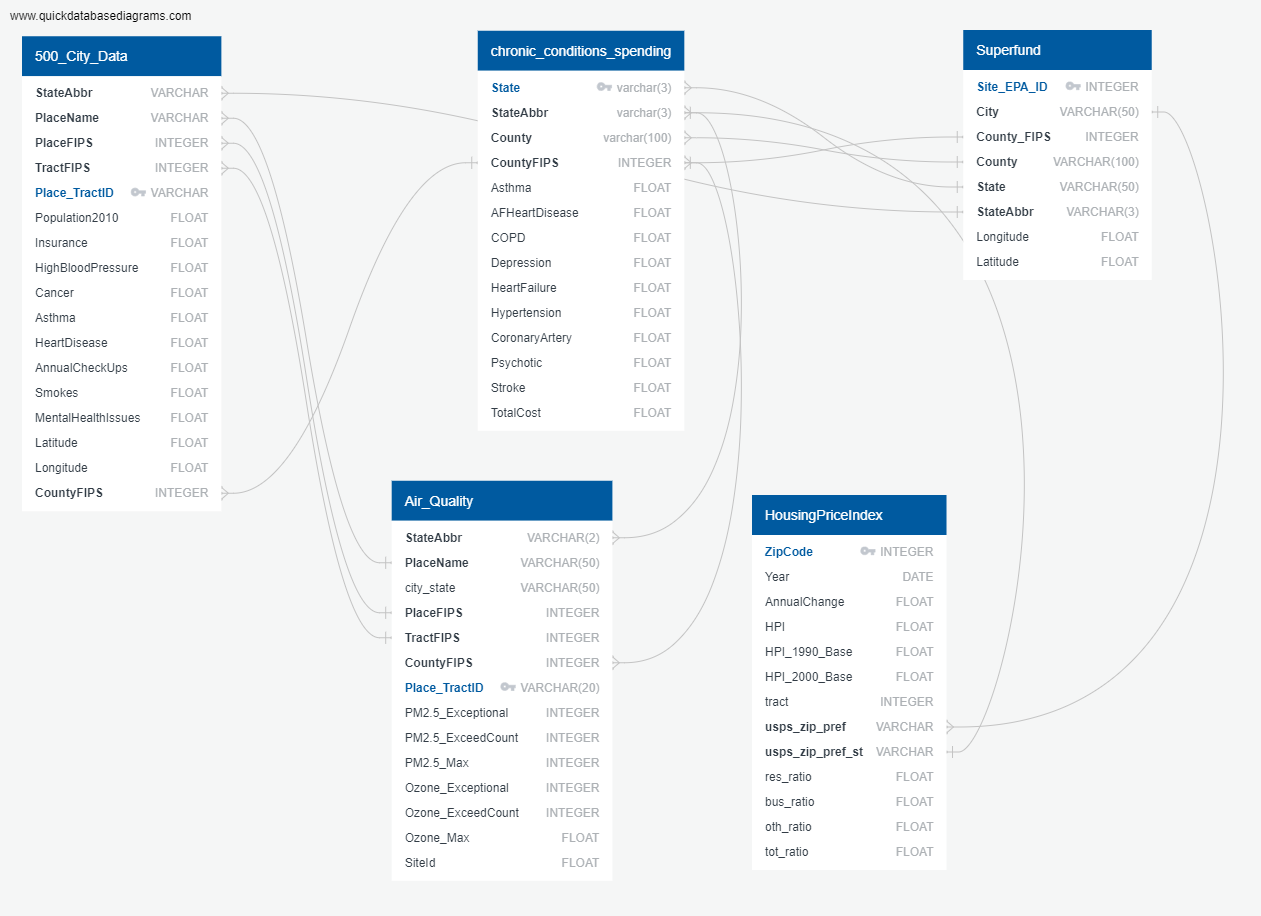 www.quickdatabasediagrams.com
500_City_Data
StateAbbr VARCHAR
PlaceName VARCHAR
PlaceFIPS INTEGER
TractFIPS INTEGER
Place_TractID VARCHAR
Population2010 FLOAT
Insurance FLOAT
HighBloodPressure FLOAT
Cancer FLOAT
Asthma FLOAT
HeartDisease FLOAT
AnnualCheckUps FLOAT
Smokes FLOAT
MentalHealthIssues FLOAT
Latitude FLOAT
Longitude FLOAT
CountyFIPS INTEGER
chronic_conditions_spending
State varchar(3)
StateAbbr varchar(3)
County varchar(100)
CountyFIPS INTEGER
Asthma FLOAT
AFHeartDisease FLOAT
COPD FLOAT
Depression FLOAT
HeartFailure FLOAT
Hypertension FLOAT
CoronaryArtery FLOAT
Psychotic FLOAT
Stroke FLOAT
TotalCost FLOAT
Superfund
Site_EPA_ID INTEGER
City VARCHAR(50)
County_FIPS INTEGER
County VARCHAR(100)
State VARCHAR(50)
StateAbbr VARCHAR(3)
Longitude FLOAT
Latitude FLOAT
Air_Quality
StateAbbr VARCHAR(2)
PlaceName VARCHAR(50)
city_state VARCHAR(50)
PlaceFIPS INTEGER
TractFIPS INTEGER
CountyFIPS INTEGER
Place_TractID VARCHAR(20)
PM2.5_Exceptional INTEGER
PM2.5_ExceedCount INTEGER
PM2.5_Max INTEGER
Ozone_Exceptional INTEGER
Ozone_ExceedCount INTEGER
Ozone_Max FLOAT
SiteId FLOAT
HousingPriceIndex
ZipCode INTEGER
Year DATE
AnnualChange FLOAT
HPI FLOAT
HPI_1990_Base FLOAT
HPI_2000_Base FLOAT
tract INTEGER
usps_zip_pref VARCHAR
usps_zip_pref_st VARCHAR
res_ratio FLOAT
bus_ratio FLOAT
oth_ratio FLOAT
tot_ratio FLOAT